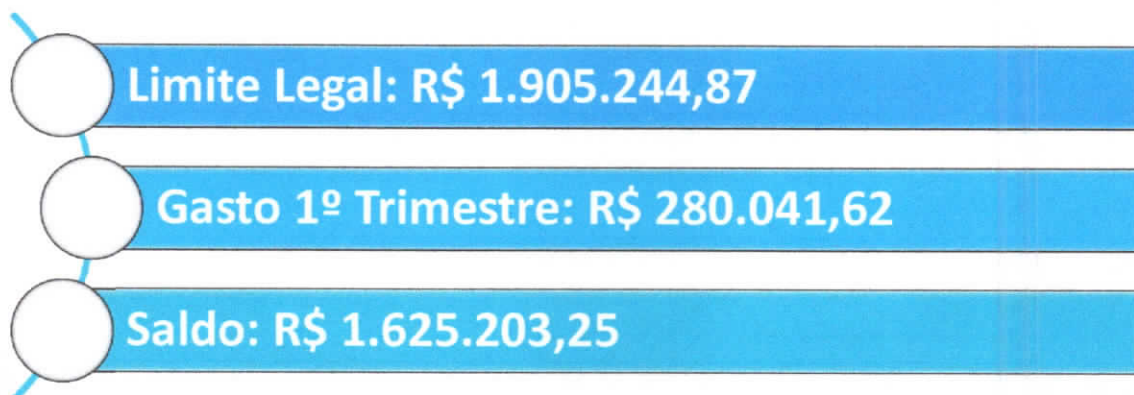 Limite Legal: R$ 1.905.244,87
Gasto 1º Trimestre: R$ 280.041,62
Saldo: R$ 1.625.203,25